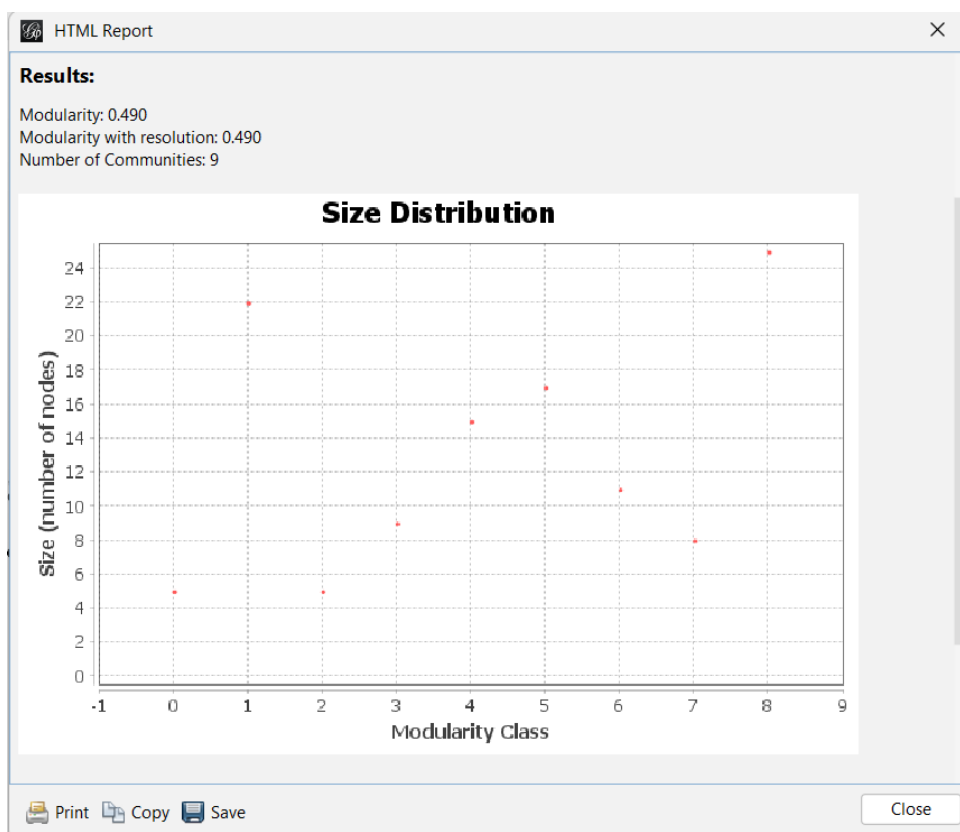 HTML Report
Results:
Modularity: 0.490
Modularity with resolution: 0.490
Number of Communities: 9
Size Distribution
Size (number of nodes)
24
22
20
18
16
14
12
10
8
6
4
2
0
-1 0 1 2 3 4 5 6 7 8 9
Modularity Class
Print Copy Save Close